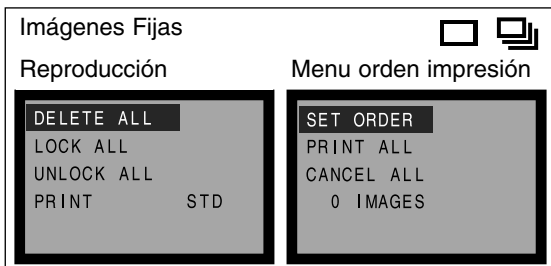 Imágenes Fijas
Reproducción
Menu orden impresión
DELETE ALL
LOCK ALL
UNLOCK ALL
PRINT STD
SET ORDER
PRINT ALL
CANCEL ALL
0 IMAGES